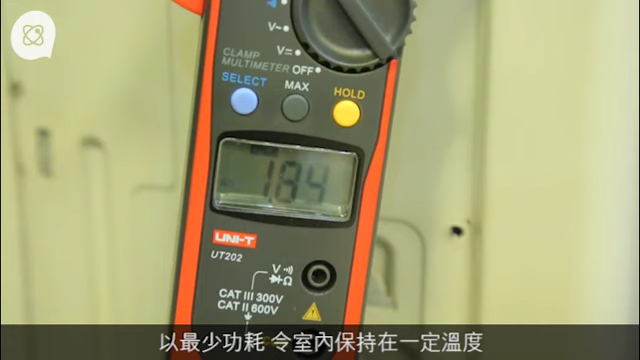 V~
V⎓
CLAMP
MULTIMETER OFF
SELECT MAX HOLD
184
UNI-T
UT202
V
Ω
CAT III 300V
CAT II 600V
以最少功耗 令室內保持在一定溫度